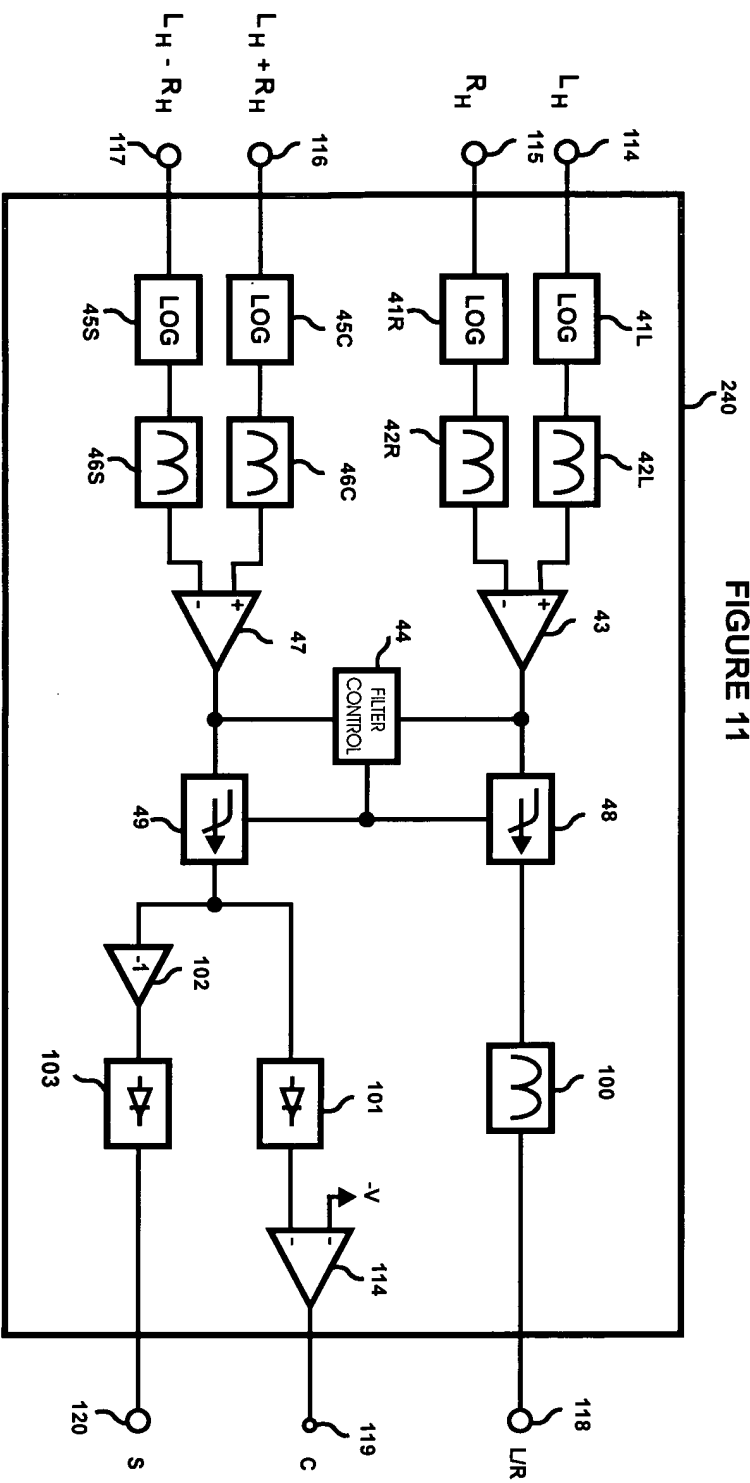 FIGURE 11
240
L_H
114
41L
LOG
42L
43
+
-
48
100
118
L/R
R_H
115
41R
LOG
42R
44
FILTER
CONTROL
L_H + R_H
116
45C
LOG
46C
47
+
-
49
101
-V
-
-
114
119
C
L_H - R_H
117
45S
LOG
46S
102
-1
103
120
S